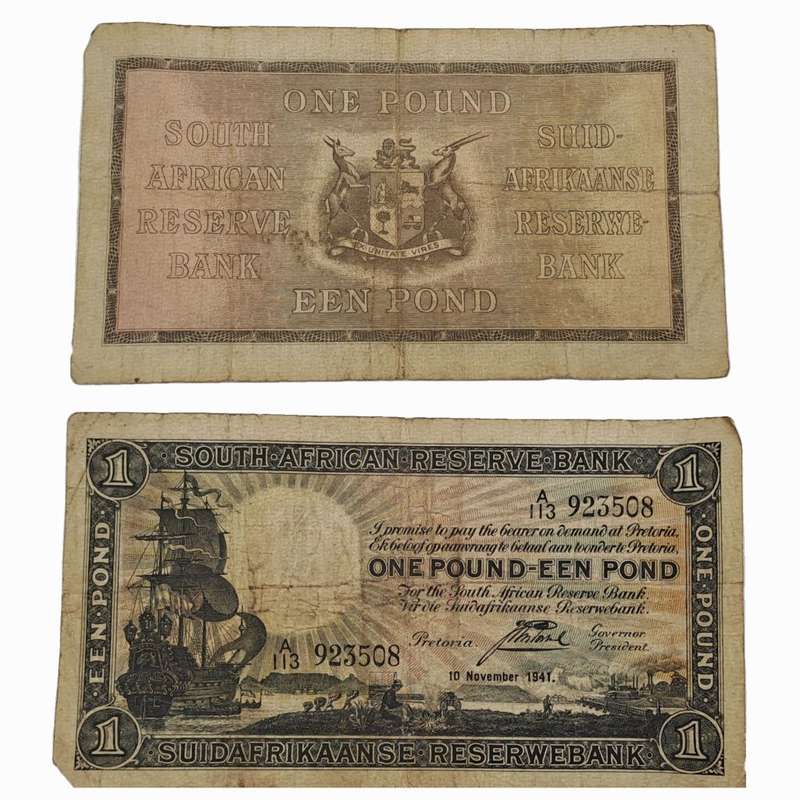 ONE POUND
SOUTH
AFRICAN
RESERVE
BANK
SUID-
AFRIKAANSE
RESERWE-
BANK
EX UNITATE VIRES
EEN POND
1
SOUTH·AFRICAN·RESERVE·BANK
1
A/113 923508
I promise to pay the bearer on demand at Pretoria,
Ek beloof op aanvraag te betaal aan toonder te Pretoria,
ONE POUND-EEN POND
For the South African Reserve Bank.
Vir die Suidafrikaanse Reserwebank.
A/113 923508
Pretoria.
Governor
President.
10 November 1941.
EEN·POND
ONE·POUND
1
SUIDAFRIKAANSE·RESERWEBANK
1